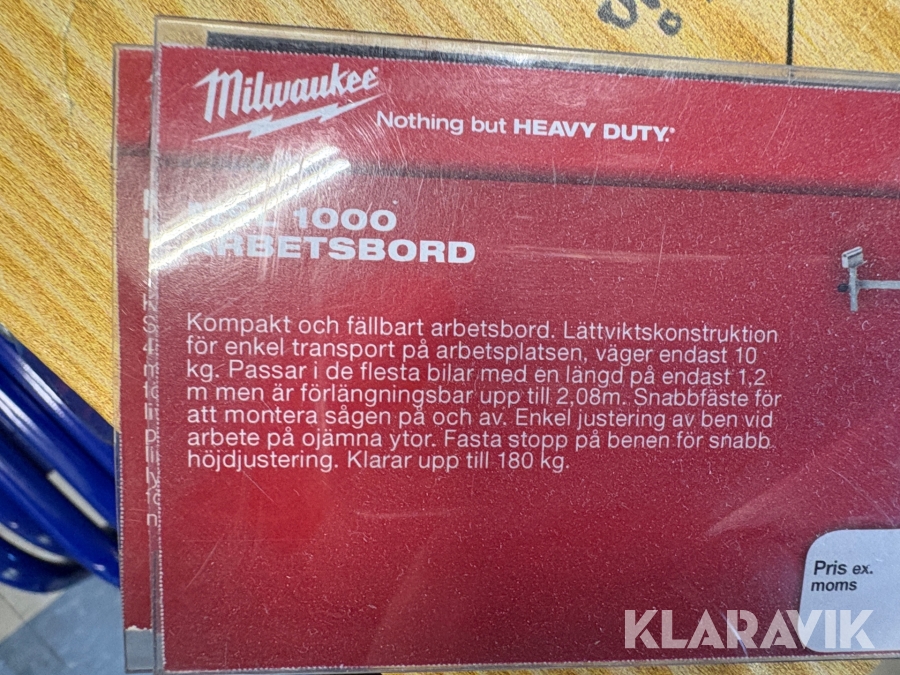 Milwaukee
Nothing but HEAVY DUTY.
1000
ARBETSBORD
Kompakt och fällbart arbetsbord. Lättviktskonstruktion
för enkel transport på arbetsplatsen, väger endast 10
kg. Passar i de flesta bilar med en längd på endast 1,2
m men är förlängningsbar upp till 2,08m. Snabbfäste för
att montera sågen på och av. Enkel justering av ben vid
arbete på ojämna ytor. Fasta stopp på benen för snabb
höjdjustering. Klarar upp till 180 kg.
Pris ex.
moms
KLARAVIK